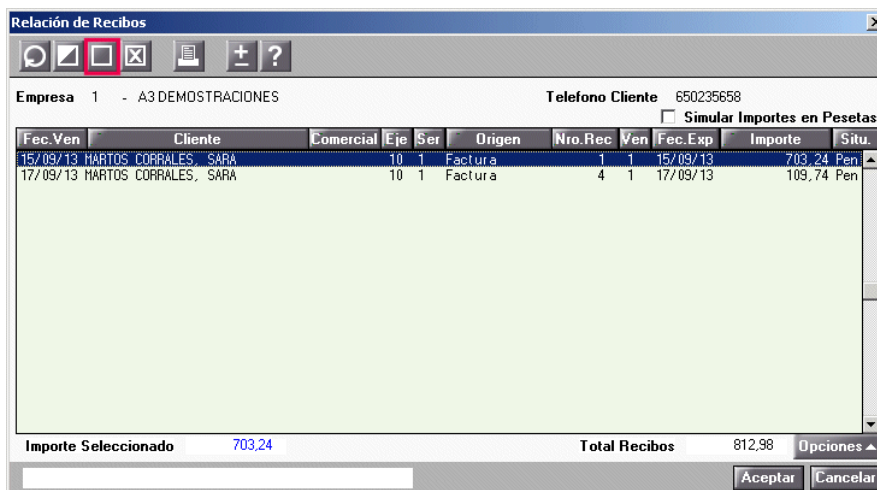 Relación de Recibos
Empresa 1 - A3 DEMOSTRACIONES Telefono Cliente 650235658
Simular Importes en Pesetas
Fec.Ven Cliente Comercial Eje Ser Origen Nro.Rec Ven Fec.Exp Importe Situ.
15/09/13 MARTOS CORRALES, SARA 10 1 Factura 1 1 15/09/13 703,24 Pen
17/09/13 MARTOS CORRALES, SARA 10 1 Factura 4 1 17/09/13 109,74 Pen
Importe Seleccionado 703,24 Total Recibos 812,98 Opciones
Aceptar Cancelar